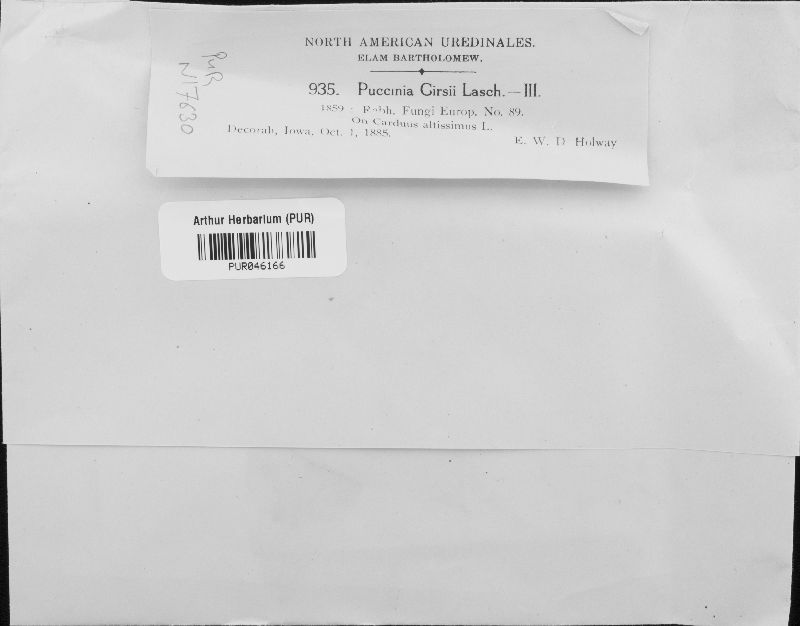 NORTH AMERICAN UREDINALES.
ELAM BARTHOLOMEW.
935. Puccinia Cirsii Lasch.—III.
1859 : Rabh. Fungi Europ. No. 89.
On Carduus altissimus L.
Decorah, Iowa, Oct. 1, 1885.
E. W. D. Holway
PUR
N17630
Arthur Herbarium (PUR)
PUR046166